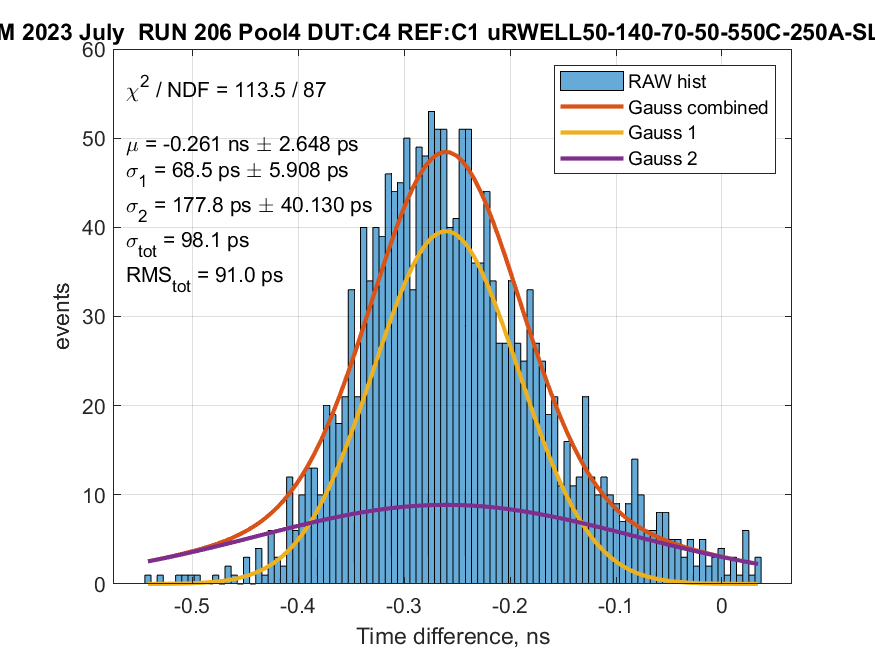 M 2023 July RUN 206 Pool4 DUT:C4 REF:C1 uRWELL50-140-70-50-550C-250A-SL
χ2 / NDF = 113.5 / 87
μ = -0.261 ns ± 2.648 ps
σ1 = 68.5 ps ± 5.908 ps
σ2 = 177.8 ps ± 40.130 ps
σtot = 98.1 ps
RMStot = 91.0 ps
RAW hist
Gauss combined
Gauss 1
Gauss 2
60
50
40
30
20
10
0
events
-0.5 -0.4 -0.3 -0.2 -0.1 0
Time difference, ns